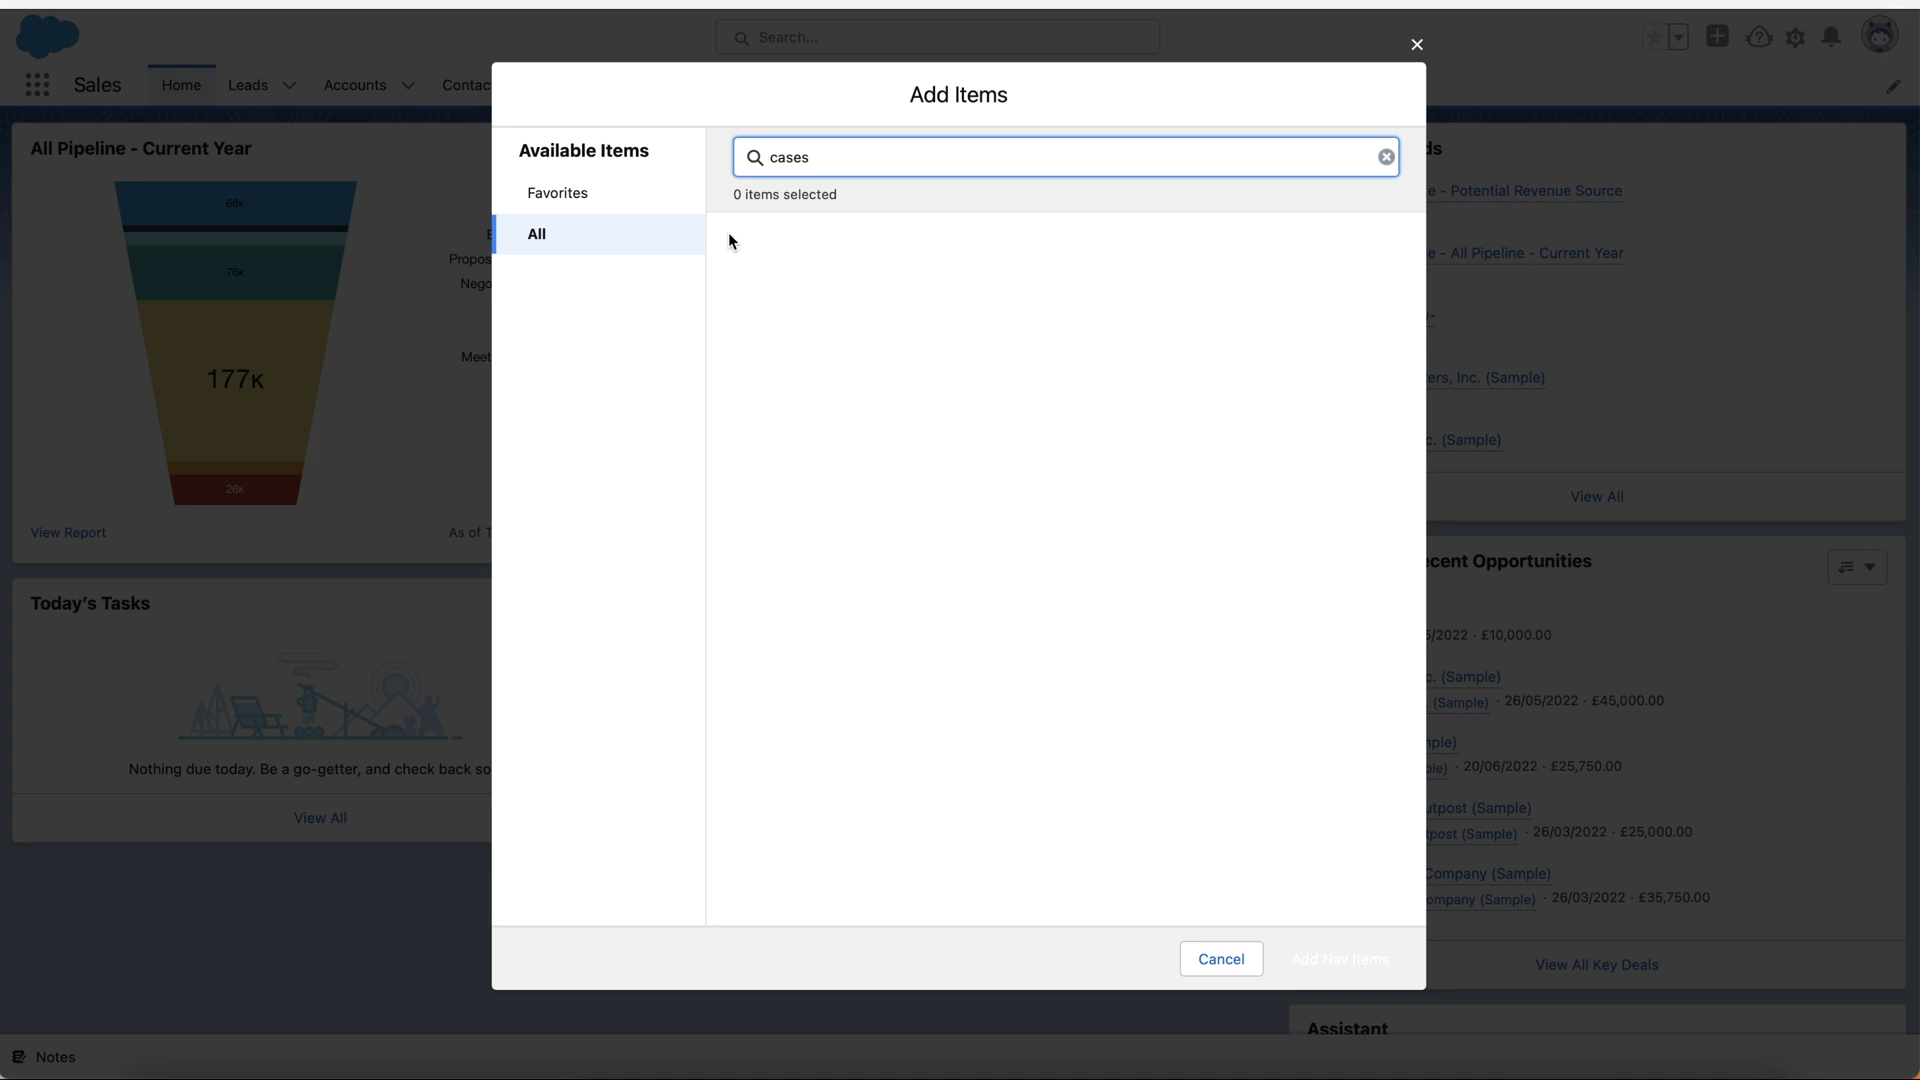 Search...
Sales
Home
Leads
Accounts
Contac
Add Items
Available Items
Favorites
All
cases
0 items selected
Cancel
Add Nav Items
All Pipeline - Current Year
68K
76K
177K
26K
Propos
Nego
Meet
View Report
As of T
Today's Tasks
Nothing due today. Be a go-getter, and check back so
View All
ds
e - Potential Revenue Source
e - All Pipeline - Current Year
ers, Inc. (Sample)
c. (Sample)
View All
ecent Opportunities
5/2022 · £10,000.00
c. (Sample)
. (Sample) · 26/05/2022 · £45,000.00
mple)
ple) · 20/06/2022 · £25,750.00
utpost (Sample)
tpost (Sample) · 26/03/2022 · £25,000.00
Company (Sample)
ompany (Sample) · 26/03/2022 · £35,750.00
View All Key Deals
Assistant
Notes